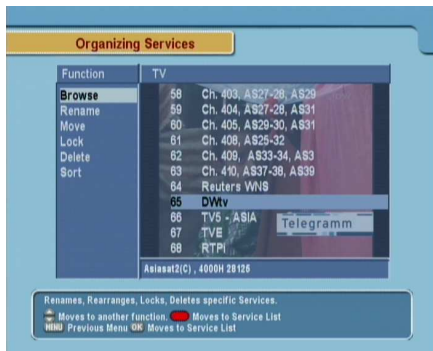 Organizing Services
Function TV
Browse
Rename
Move
Lock
Delete
Sort
58 Ch. 403, AS27-28, AS29
59 Ch. 404, AS27-28, AS31
60 Ch. 405, AS29-30, AS31
61 Ch. 408, AS25-32
62 Ch. 409, AS33-34, AS3
63 Ch. 410, AS37-38, AS39
64 Reuters WNS
65 DWtv
66 TV5 - ASIA
67 TVE
68 RTPI
Telegramm
Asiasat2(C) , 4000H 28125
Renames, Rearranges, Locks, Deletes specific Services.
Moves to another function. Moves to Service List
MENU Previous Menu OK Moves to Service List